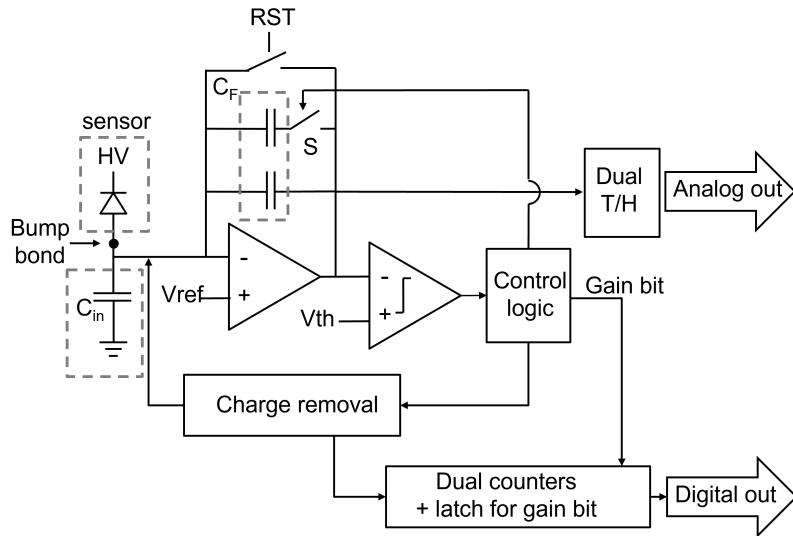 RST
C_F
sensor
HV
S
Dual
T/H
Analog out
Bump
bond
-
+
Vref
C_in
-
+
Vth
Control
logic
Gain bit
Charge removal
Dual counters
+ latch for gain bit
Digital out